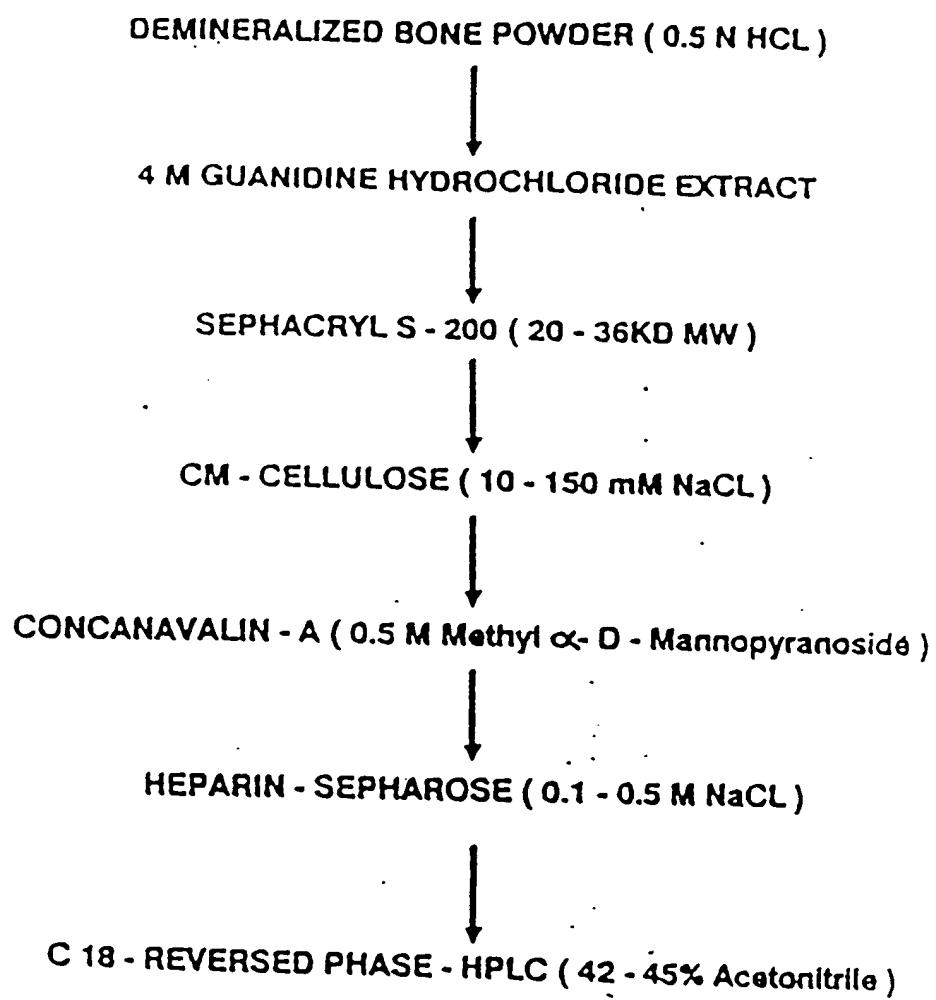 DEMINERALIZED BONE POWDER ( 0.5 N HCL )
4 M GUANIDINE HYDROCHLORIDE EXTRACT
SEPHACRYL S - 200 ( 20 - 36KD MW )
CM - CELLULOSE ( 10 - 150 mM NaCL )
CONCANAVALIN - A ( 0.5 M Methyl α- D - Mannopyranoside )
HEPARIN - SEPHAROSE ( 0.1 - 0.5 M NaCL )
C 18 - REVERSED PHASE - HPLC ( 42 - 45% Acetonitrile )